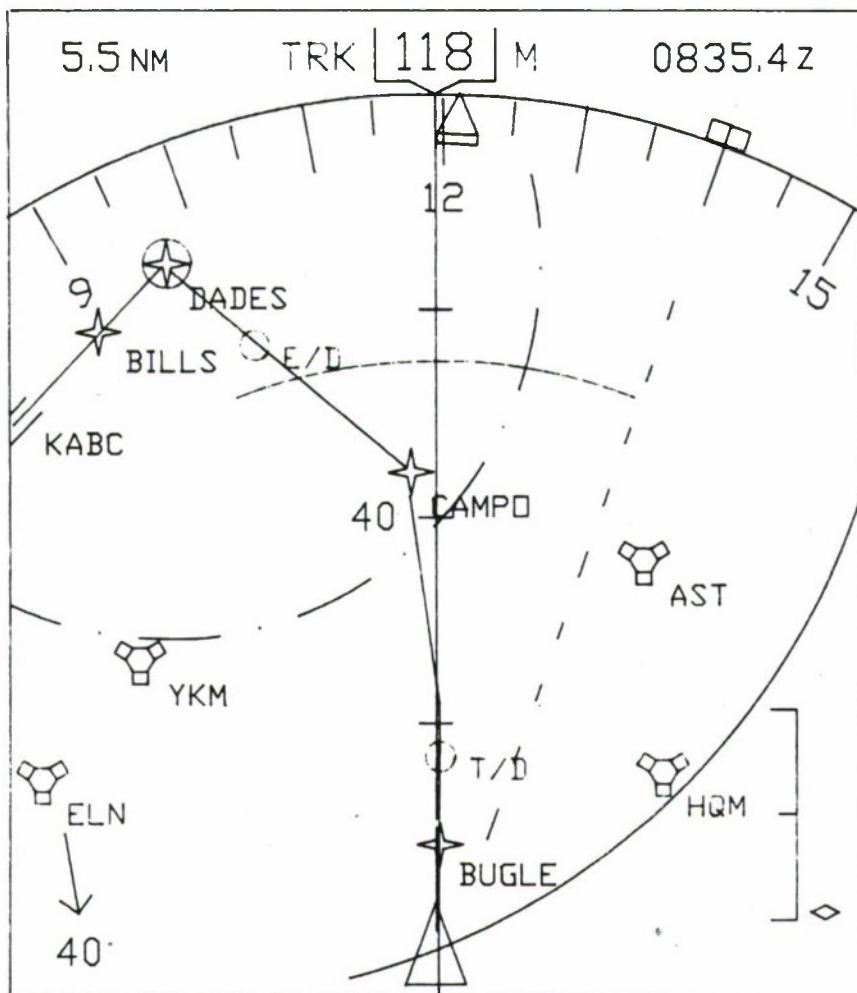 5.5 NM TRK 118 M 0835.4 Z
12
9
15
DADES
E/D
BILLS
KABC
CAMPO
40
AST
YKM
T/D
ELN
HQM
BUGLE
40